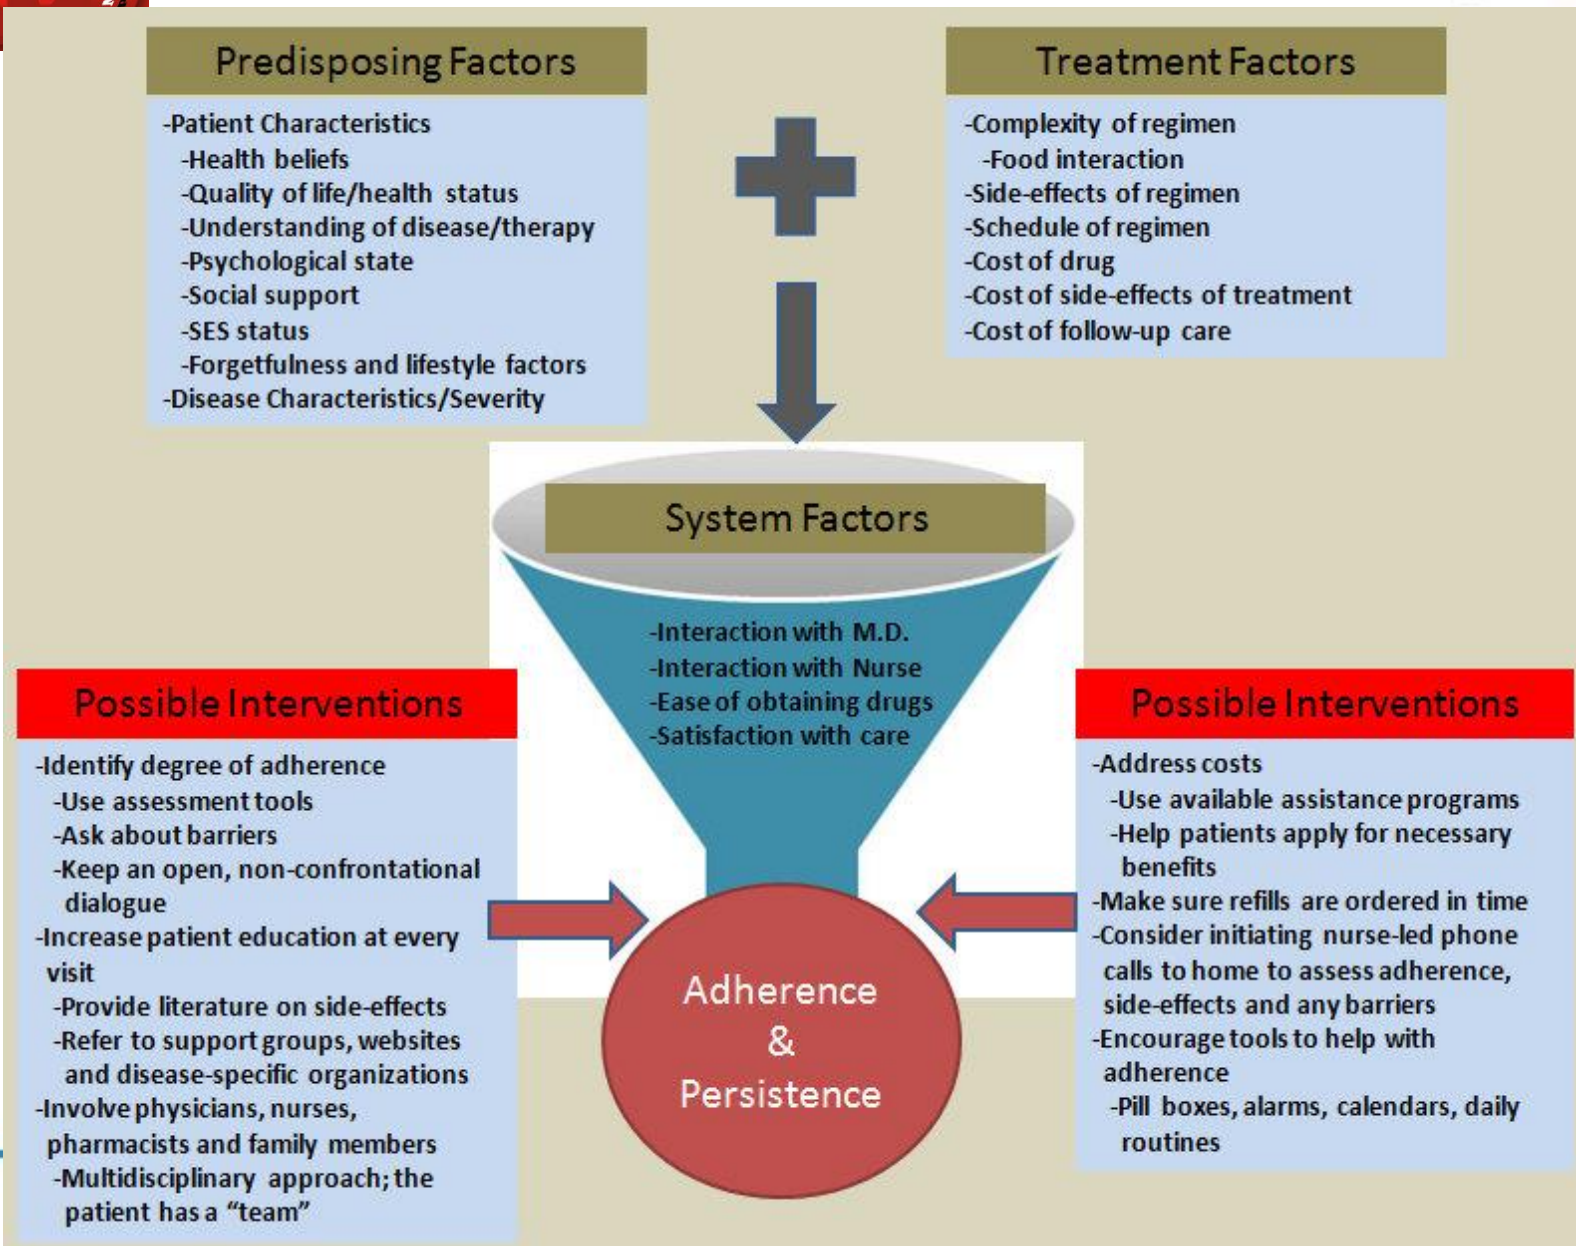 Predisposing Factors
-Patient Characteristics
-Health beliefs
-Quality of life/health status
-Understanding of disease/therapy
-Psychological state
-Social support
-SES status
-Forgetfulness and lifestyle factors
-Disease Characteristics/Severity
Treatment Factors
-Complexity of regimen
-Food interaction
-Side-effects of regimen
-Schedule of regimen
-Cost of drug
-Cost of side-effects of treatment
-Cost of follow-up care
System Factors
-Interaction with M.D.
-Interaction with Nurse
-Ease of obtaining drugs
-Satisfaction with care
Possible Interventions
-Identify degree of adherence
-Use assessment tools
-Ask about barriers
-Keep an open, non-confrontational
dialogue
-Increase patient education at every
visit
-Provide literature on side-effects
-Refer to support groups, websites
and disease-specific organizations
-Involve physicians, nurses,
pharmacists and family members
-Multidisciplinary approach; the
patient has a “team”
Possible Interventions
-Address costs
-Use available assistance programs
-Help patients apply for necessary
benefits
-Make sure refills are ordered in time
-Consider initiating nurse-led phone
calls to home to assess adherence,
side-effects and any barriers
-Encourage tools to help with
adherence
-Pill boxes, alarms, calendars, daily
routines
Adherence
&
Persistence